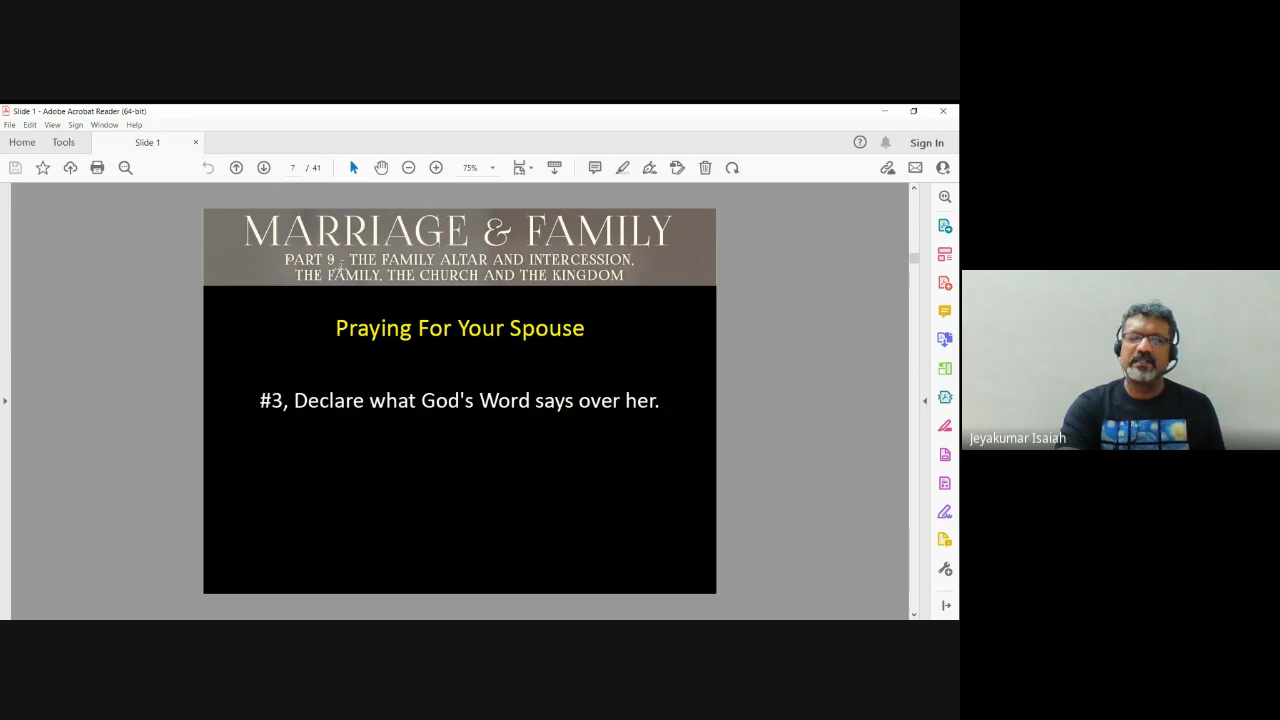 Slide 1 - Adobe Acrobat Reader (64-bit)
File Edit View Sign Window Help
Home Tools Slide 1 × Sign In
7 / 41 75%
MARRIAGE & FAMILY
PART 9 - THE FAMILY ALTAR AND INTERCESSION,
THE FAMILY, THE CHURCH AND THE KINGDOM
Praying For Your Spouse
#3, Declare what God's Word says over her.
Jeyakumar Isaiah